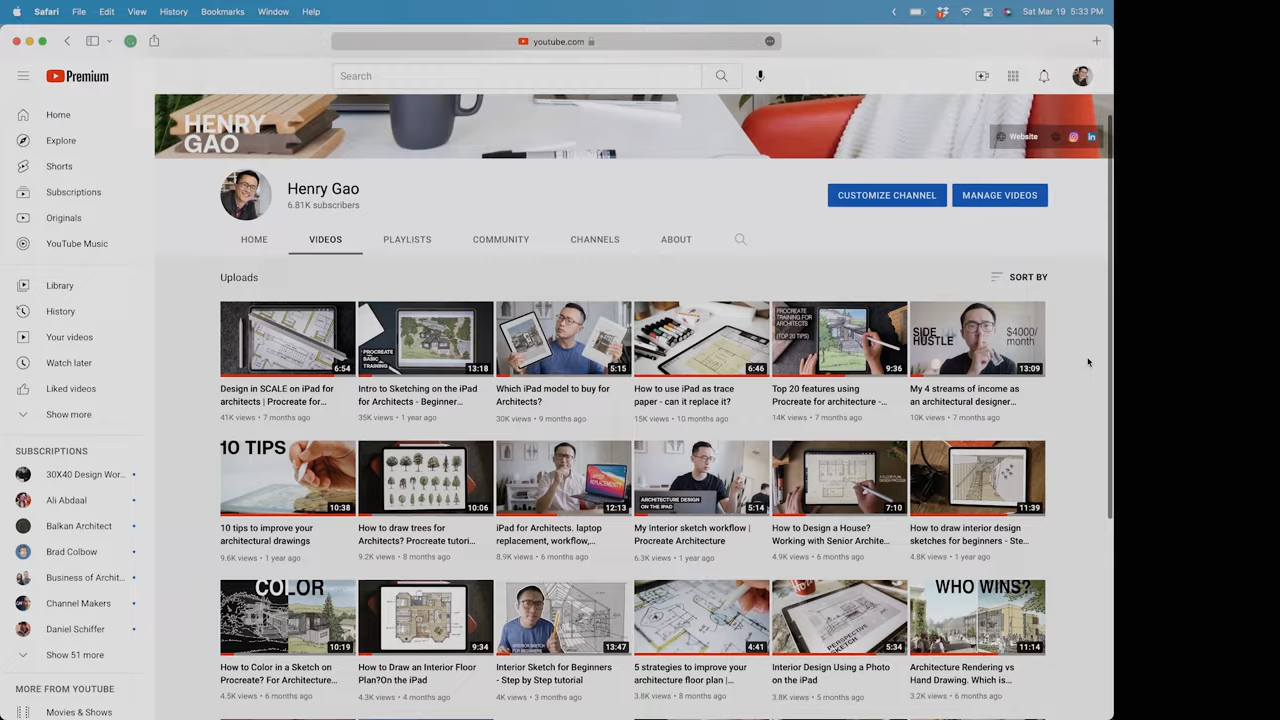 Safari File Edit View History Bookmarks Window Help Sat Mar 19 5:33 PM
youtube.com
Premium Search
HENRY
GAO
Website
Home
Explore
Shorts
Subscriptions
Originals
YouTube Music
Library
History
Your videos
Watch later
Liked videos
Show more
SUBSCRIPTIONS
30X40 Design Wor...
Ali Abdaal
Balkan Architect
Brad Colbow
Business of Archit...
Channel Makers
Daniel Schiffer
Show 51 more
MORE FROM YOUTUBE
Movies & Shows
Henry Gao
6.81K subscribers
CUSTOMIZE CHANNEL MANAGE VIDEOS
HOME VIDEOS PLAYLISTS COMMUNITY CHANNELS ABOUT
Uploads SORT BY
6:54
Design in SCALE on iPad for
architects | Procreate for...
41K views • 7 months ago
PROCREATE
BASIC
TRAINING
13:18
Intro to Sketching on the iPad
for Architects - Beginner...
35K views • 1 year ago
5:15
Which iPad model to buy for
Architects?
30K views • 9 months ago
6:46
How to use iPad as trace
paper - can it replace it?
15K views • 10 months ago
PROCREATE
TRAINING FOR
ARCHITECTS
(TOP 20 TIPS)
9:36
Top 20 features using
Procreate for architecture -...
14K views • 7 months ago
SIDE
HUSTLE
$4000/
month
13:09
My 4 streams of income as
an architectural designer...
10K views • 7 months ago
10 TIPS
10:38
10 tips to improve your
architectural drawings
9.6K views • 1 year ago
10:06
How to draw trees for
Architects? Procreate tutori...
9.2K views • 8 months ago
LAPTOP
REPLACEMENT?
12:13
iPad for Architects. laptop
replacement, workflow,...
8.9K views • 6 months ago
ARCHITECTURE DESIGN
ON THE IPAD
5:14
My Interior sketch workflow |
Procreate Architecture
6.3K views • 1 year ago
7:10
How to Design a House?
Working with Senior Archite...
4.9K views • 6 months ago
11:39
How to draw interior design
sketches for beginners - Ste...
4.8K views • 1 year ago
COLOR
10:19
How to Color in a Sketch on
Procreate? For Architecture...
4.5K views • 6 months ago
9:34
How to Draw an Interior Floor
Plan?On the iPad
4.3K views • 4 months ago
INTERIOR SKETCH
FOR BEGINNERS
13:47
Interior Sketch for Beginners
- Step by Step tutorial
4K views • 3 months ago
4:41
5 strategies to improve your
architecture floor plan |...
3.8K views • 8 months ago
PERSPECTIVE
SKETCH
5:34
Interior Design Using a Photo
on the iPad
3.8K views • 5 months ago
WHO WINS?
11:14
Architecture Rendering vs
Hand Drawing. Which is...
3.2K views • 6 months ago